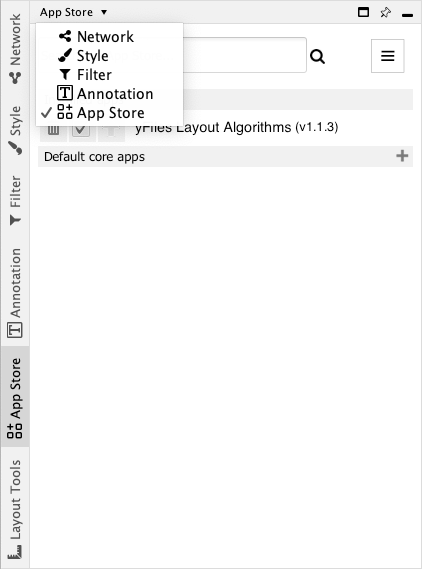 App Store
Network
Style
Filter
Annotation
App Store
yFiles Layout Algorithms (v1.1.3)
Default core apps
Network
Style
Filter
Annotation
App Store
Layout Tools